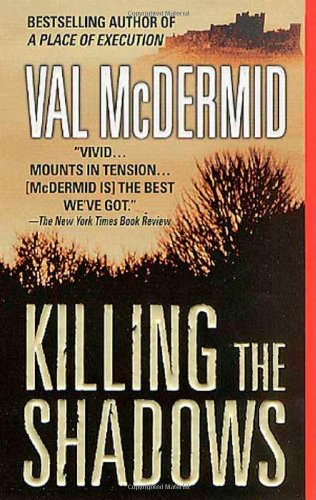 BESTSELLING AUTHOR OF
A PLACE OF EXECUTION
VAL McDERMID
"VIVID...
MOUNTS IN TENSION...
[McDERMID IS] THE BEST
WE'VE GOT."
—The New York Times Book Review
KILLING THE
SHADOWS